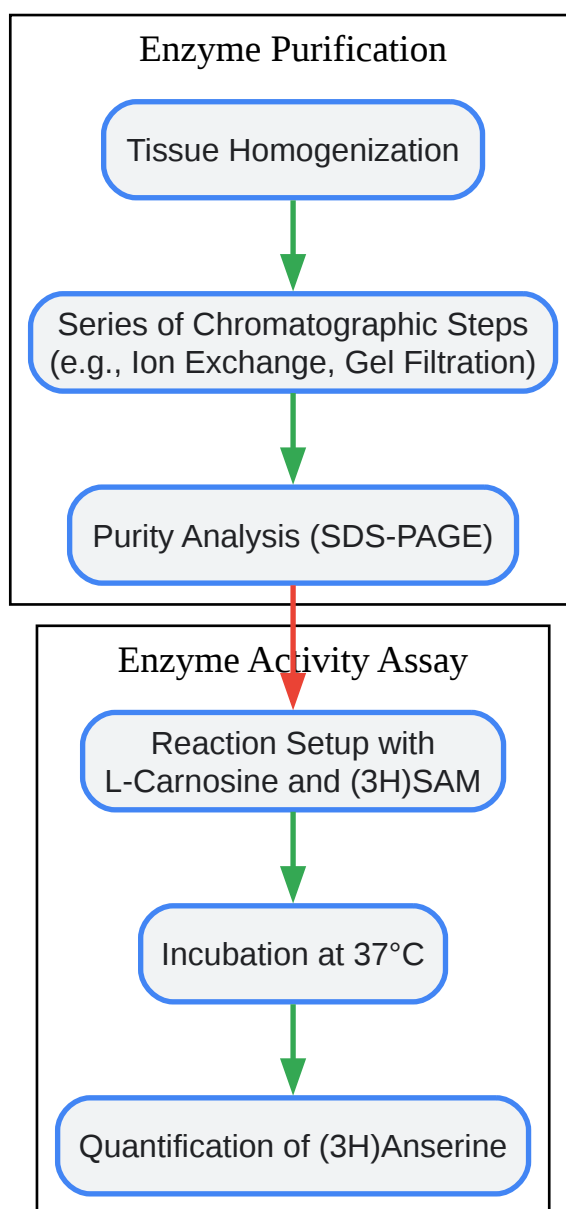 Enzyme Purification
Tissue Homogenization
Series of Chromatographic Steps
(e.g., Ion Exchange, Gel Filtration)
Purity Analysis (SDS-PAGE)
Enzyme Activity Assay
Reaction Setup with
L-Carnosine and (3H)SAM
Incubation at 37°C
Quantification of (3H)Anserine